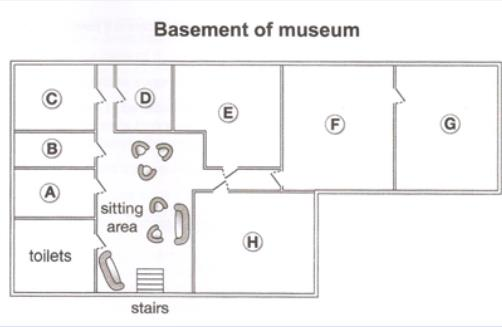 Basement of museum
C
D
E
F
G
B
A
sitting
area
H
toilets
stairs